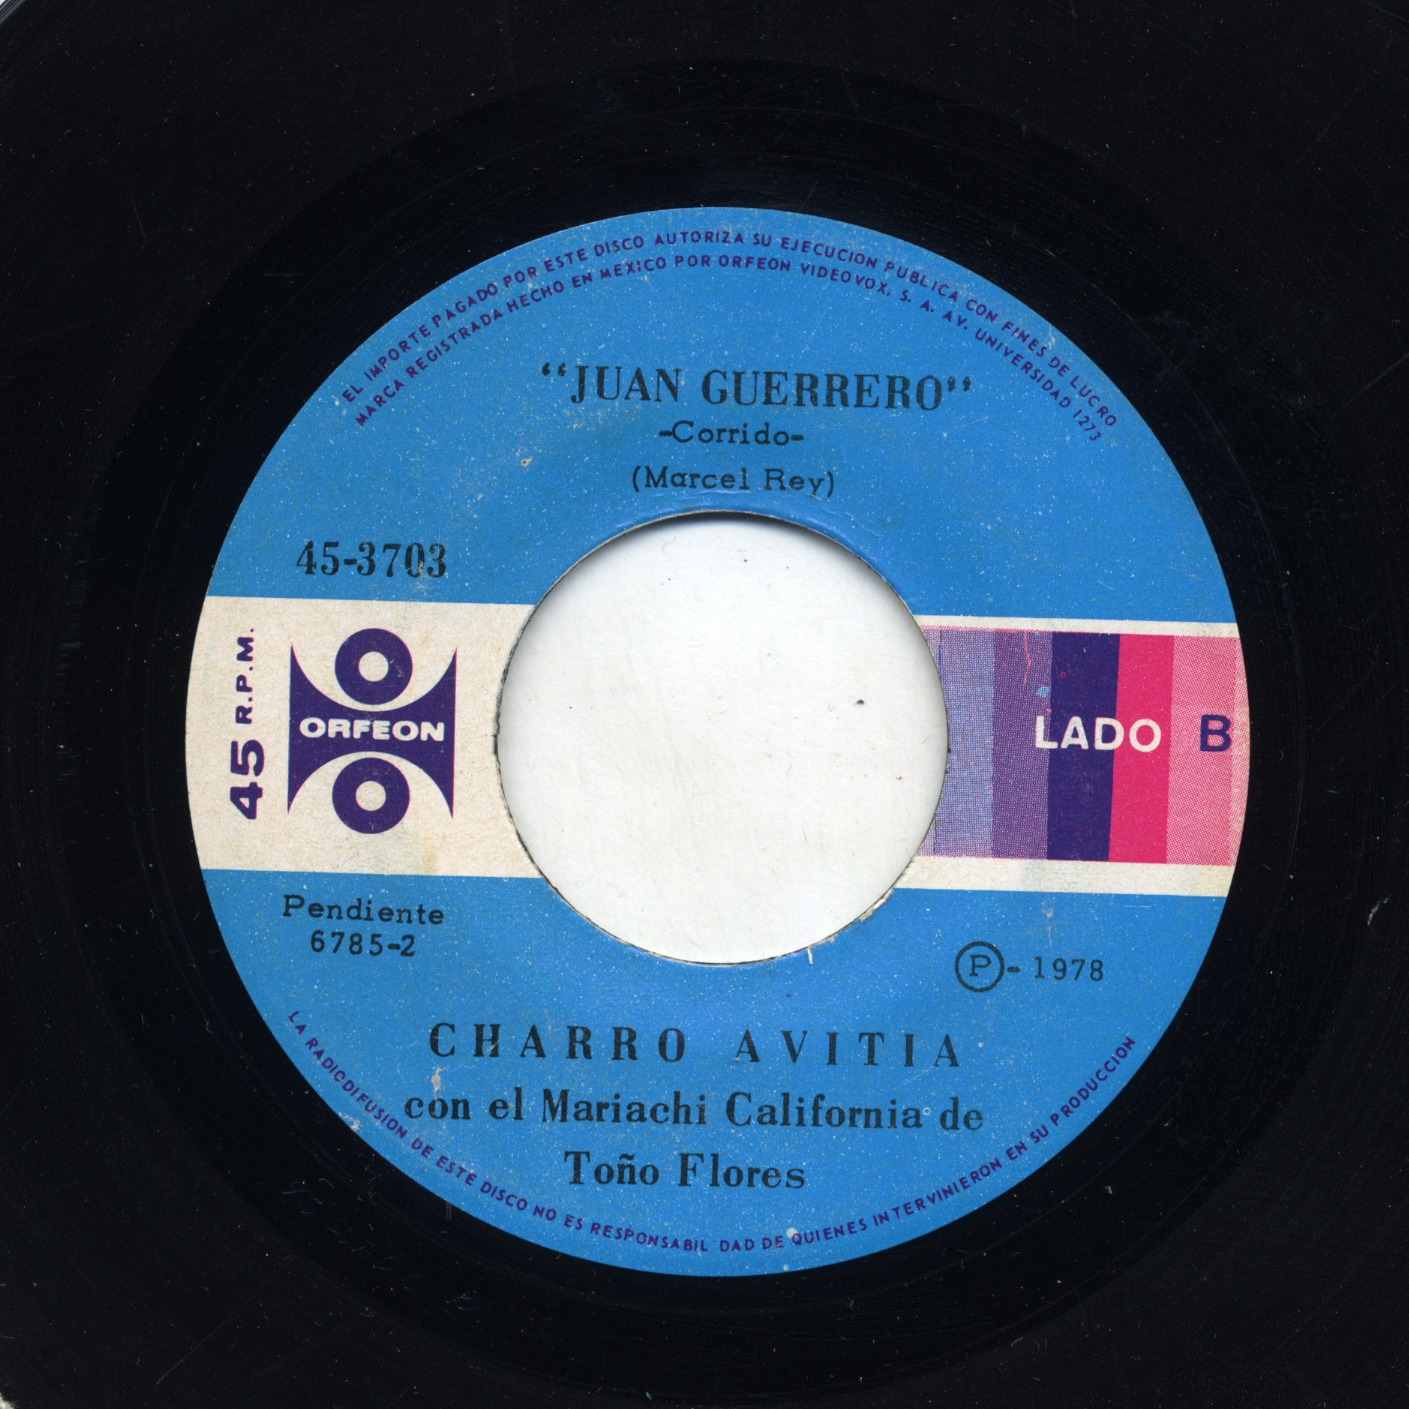 EL IMPORTE PAGADO POR ESTE DISCO AUTORIZA SU EJECUCION PUBLICA CON FINES DE LUCRO
MARCA REGISTRADA HECHO EN MEXICO POR ORFEON VIDEOVOX, S. A. AV. UNIVERSIDAD 1273
"JUAN GUERRERO"
-Corrido-
(Marcel Rey)
45-3703
45 R.P.M.
ORFEON
LADO B
Pendiente
6785-2
Ⓟ- 1978
CHARRO AVITIA
con el Mariachi California de
Toño Flores
LA RADIODIFUSION DE ESTE DISCO NO ES RESPONSABIL DAD DE QUIENES INTERVINIERON EN SU PRODUCCION